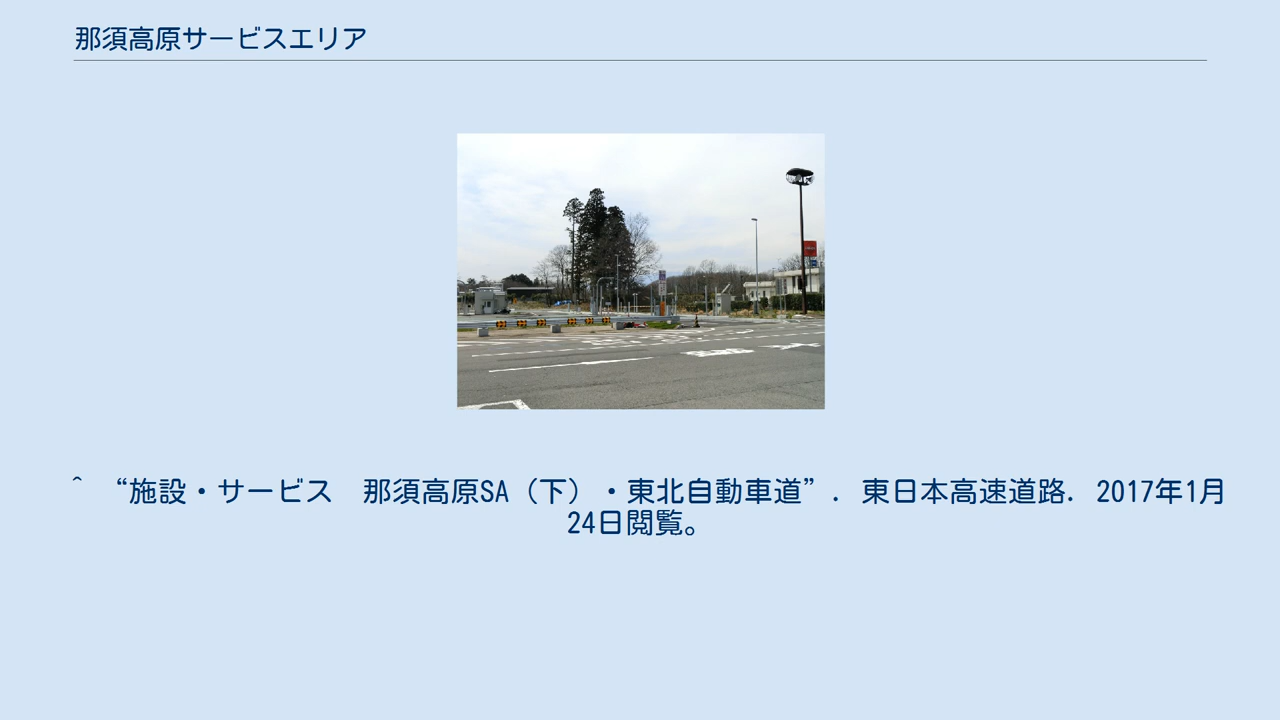 那須高原サービスエリア
^ “施設・サービス　那須高原SA（下）・東北自動車道”. 東日本高速道路. 2017年1月
24日閲覧。